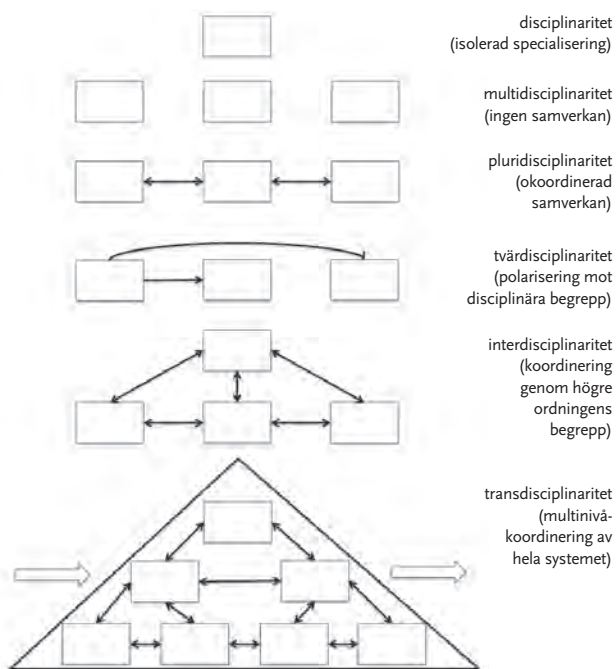 disciplinaritet
(isolerad specialisering)
multidisciplinaritet
(ingen samverkan)
pluridisciplinaritet
(okoordinerad
samverkan)
tvärdisciplinaritet
(polarisering mot
disciplinära begrepp)
interdisciplinaritet
(koordinering
genom högre
ordningens
begrepp)
transdisciplinaritet
(multinivå-
koordinering av
hela systemet)